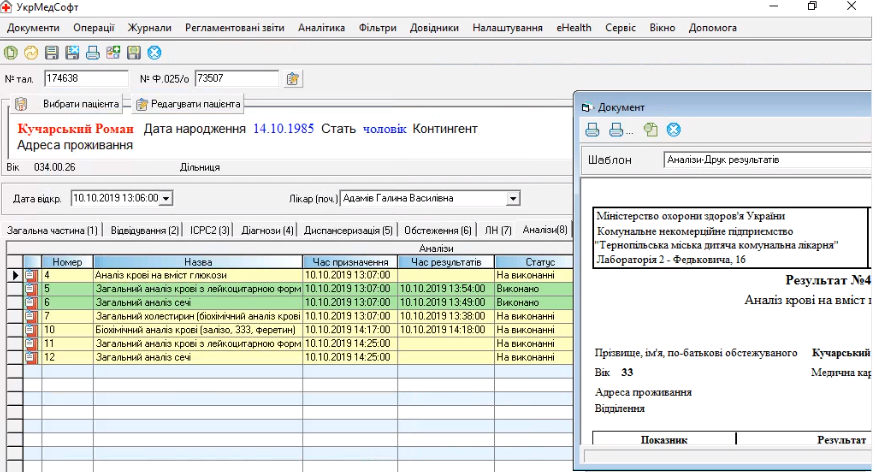 УкрМедСофт
Документи Операції Журнали Регламентовані звіти Аналітика Фільтри Довідники Налаштування eHealth Сервіс Вікно Допомога
№ тал. 174638 № Ф.025/о 73507
Вибрати пацієнта Редагувати пацієнта
Кучарський Роман Дата народження 14.10.1985 Стать чоловік Контингент
Адреса проживання
Вік 034.00.26 Дільниця
Дата відкр. 10.10.2019 13:06:00 Лікар (поч.) Адамів Галина Василівна
Загальна частина (1) Відвідування (2) ICPC2 (3) Діагнози (4) Диспансеризація (5) Обстеження (6) ЛН (7) Аналізи(8)
Аналізи
Номер Назва Час призначення Час результатів Статус
4 Аналіз крові на вміст глюкози 10.10.2019 13:07:00 На виконанні
5 Загальний аналіз крові з лейкоцитарною форм 10.10.2019 13:07:00 10.10.2019 13:54:00 Виконано
6 Загальний аналіз сечі 10.10.2019 13:07:00 10.10.2019 13:49:00 Виконано
7 Загальний холестирин (біохімічний аналіз крові 10.10.2019 13:07:00 10.10.2019 13:38:00 На виконанні
10 Біохімічний аналіз крові (залізо, 333, феретин) 10.10.2019 14:17:00 10.10.2019 14:18:00 На виконанні
11 Загальний аналіз крові з лейкоцитарною форм 10.10.2019 14:25:00 На виконанні
12 Загальний аналіз сечі 10.10.2019 14:25:00 На виконанні
Документ
...
Шаблон Аналізи-Друк результатів
Міністерство охорони здоров'я України
Комунальне некомерційне підприємство
"Тернопільська міська дитяча комунальна лікарня"
Лабораторія 2 - Федьковича, 16
Результат №4
Аналіз крові на вміст г
Прізвище, ім'я, по-батькові обстежуваного Кучарський
Вік 33 Медична кар
Адреса проживання
Відділення
Показник Результат